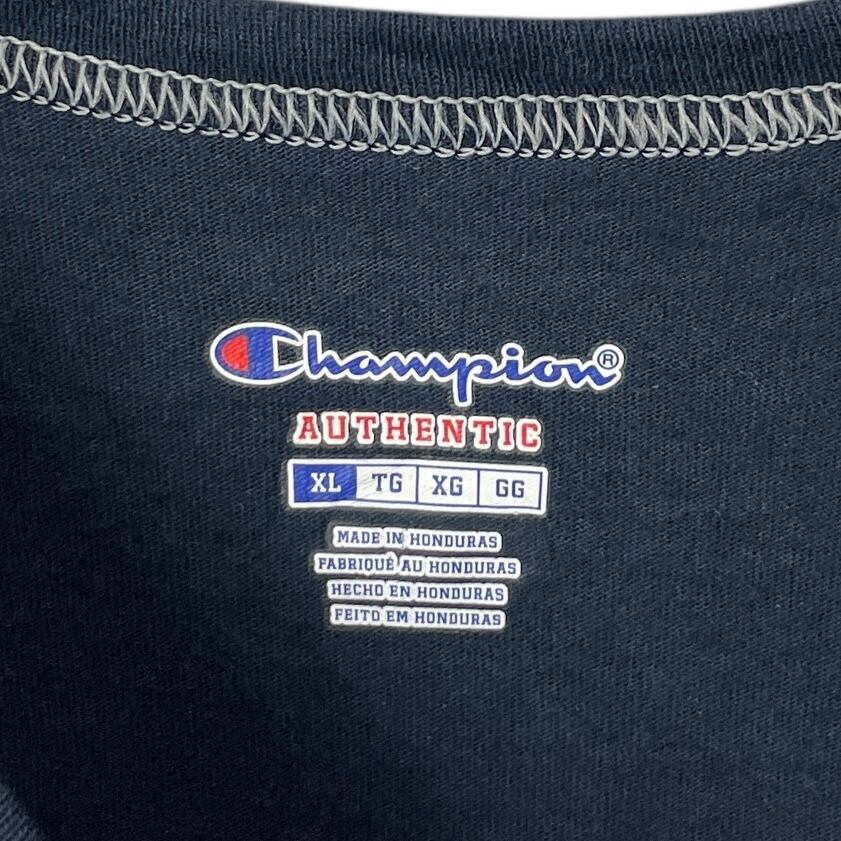 Champion®
AUTHENTIC
XL TG XG GG
MADE IN HONDURAS
FABRIQUÉ AU HONDURAS
HECHO EN HONDURAS
FEITO EM HONDURAS